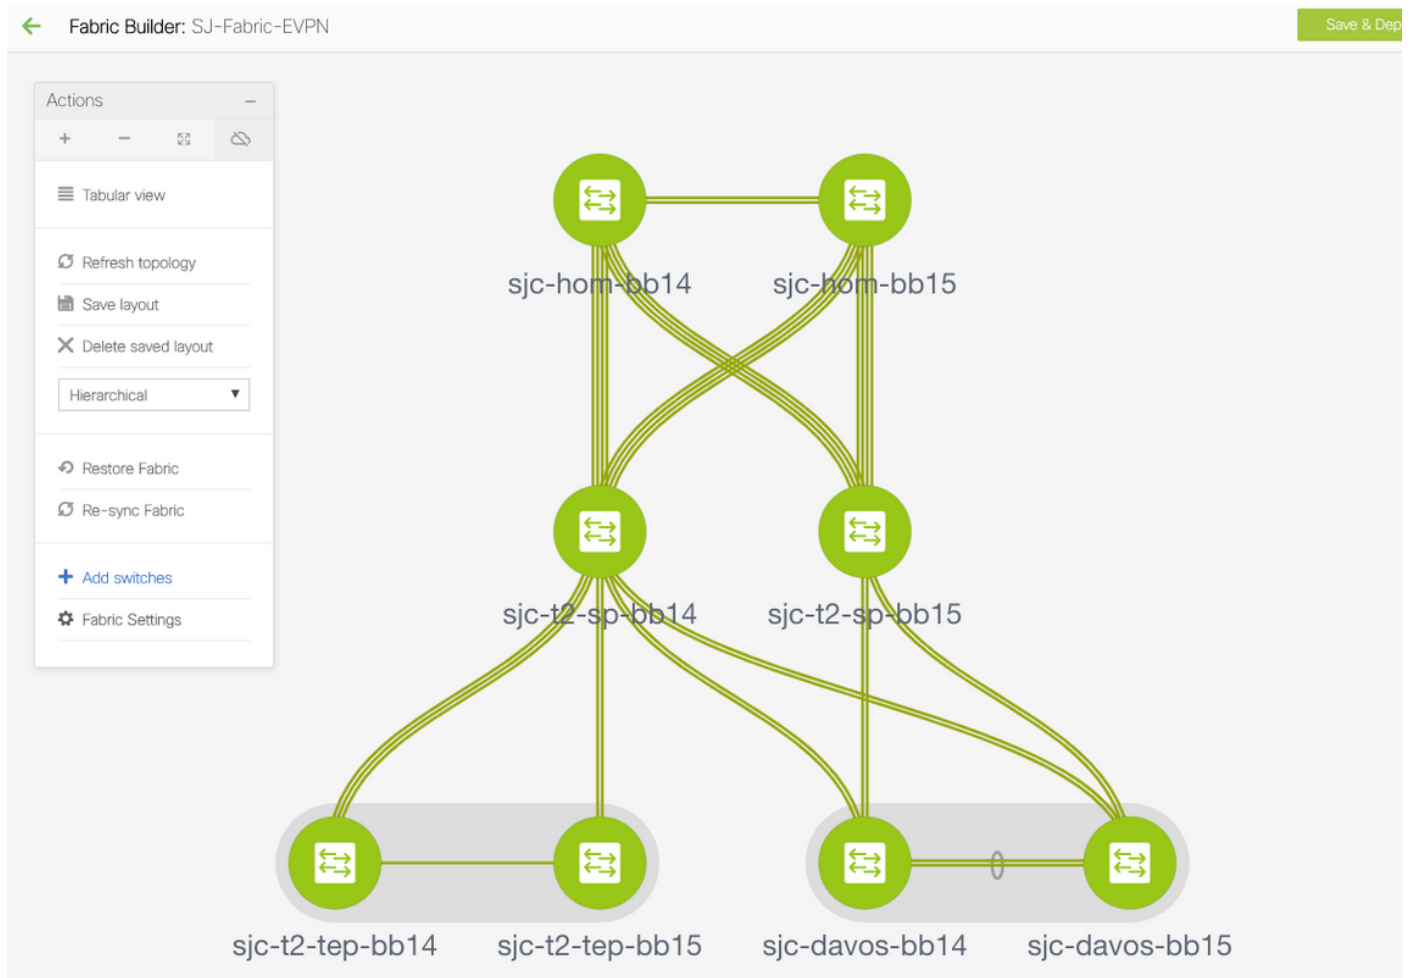 Fabric Builder: SJ-Fabric-EVPN
Save & Dep
Actions
Tabular view
Refresh topology
Save layout
Delete saved layout
Hierarchical
Restore Fabric
Re-sync Fabric
Add switches
Fabric Settings
sjc-hom-bb14
sjc-hom-bb15
sjc-t2-sp-bb14
sjc-t2-sp-bb15
sjc-t2-tep-bb14
sjc-t2-tep-bb15
sjc-davos-bb14
sjc-davos-bb15